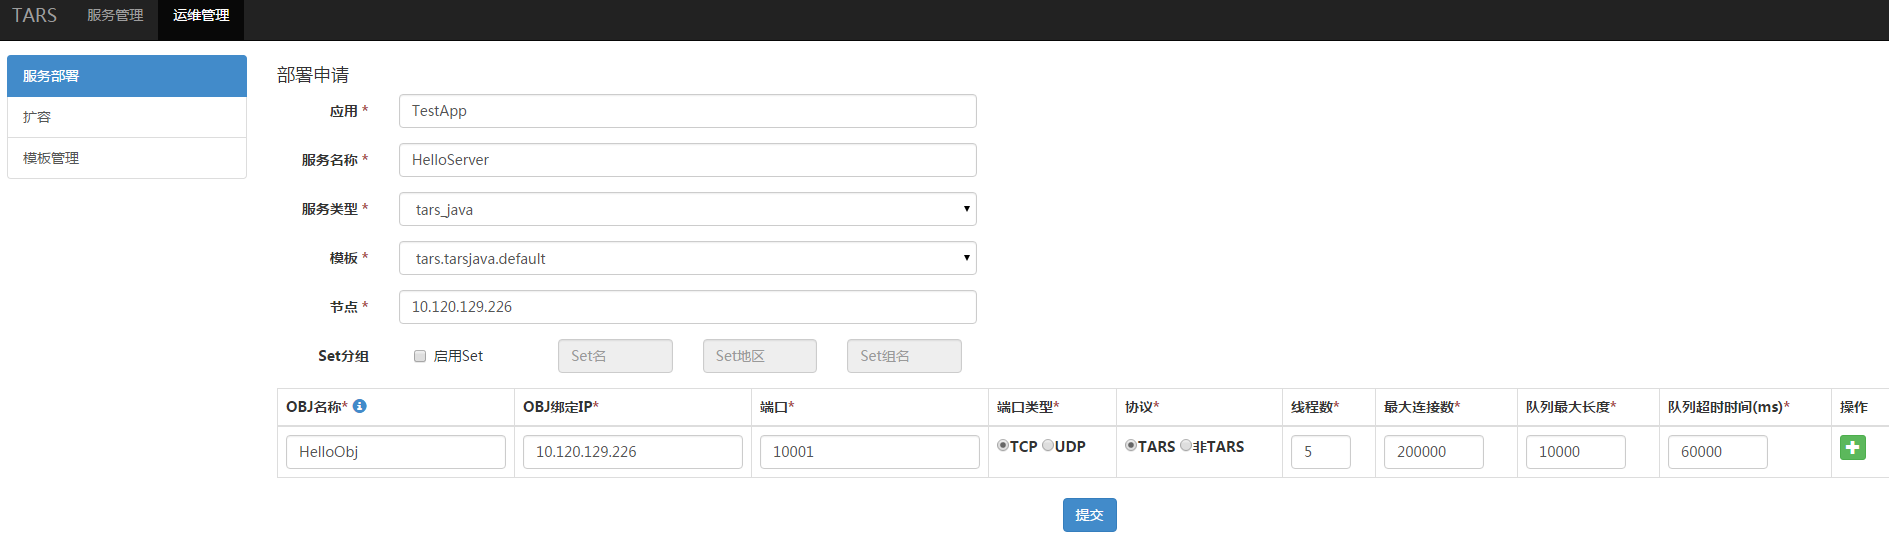 TARS 服务管理 运维管理
服务部署
扩容
模板管理
部署申请
应用 * TestApp
服务名称 * HelloServer
服务类型 * tars_java
模板 * tars.tarsjava.default
节点 * 10.120.129.226
Set分组 启用Set Set名 Set地区 Set组名
OBJ名称* OBJ绑定IP* 端口* 端口类型* 协议* 线程数* 最大连接数* 队列最大长度* 队列超时时间(ms)* 操作
HelloObj 10.120.129.226 10001 TCP UDP TARS 非TARS 5 200000 10000 60000
提交